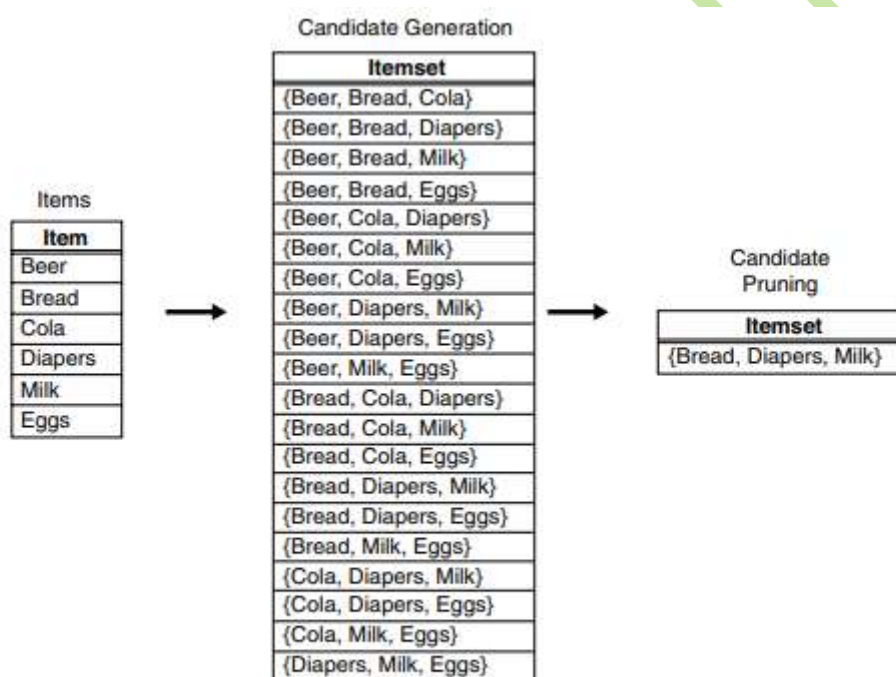 Candidate Generation
Itemset
{Beer, Bread, Cola}
{Beer, Bread, Diapers}
{Beer, Bread, Milk}
{Beer, Bread, Eggs}
{Beer, Cola, Diapers}
{Beer, Cola, Milk}
{Beer, Cola, Eggs}
{Beer, Diapers, Milk}
{Beer, Diapers, Eggs}
{Beer, Milk, Eggs}
{Bread, Cola, Diapers}
{Bread, Cola, Milk}
{Bread, Cola, Eggs}
{Bread, Diapers, Milk}
{Bread, Diapers, Eggs}
{Bread, Milk, Eggs}
{Cola, Diapers, Milk}
{Cola, Diapers, Eggs}
{Cola, Milk, Eggs}
{Diapers, Milk, Eggs}
Items
Item
Beer
Bread
Cola
Diapers
Milk
Eggs
Candidate
Pruning
Itemset
{Bread, Diapers, Milk}